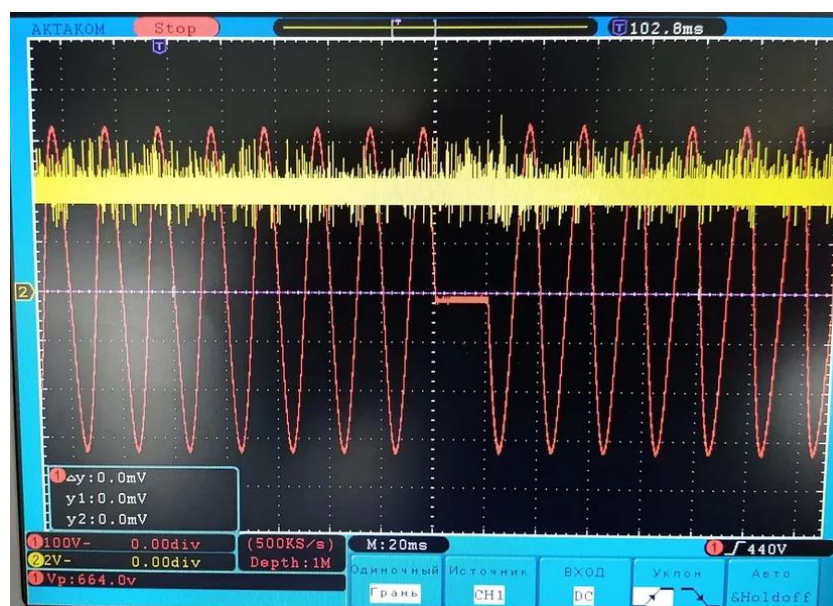 AKTAKOM Stop T 102.8ms
T
2
1 Δy:0.0mV
y1:0.0mV
y2:0.0mV
1 100V~ 0.00div (500KS/s) M:20ms 1 440V
2 2V~ 0.00div Depth:1M
1 Vp:664.0v
Одиночный Источник ВХОД Уклон Авто
Грань CH1 DC &Holdoff